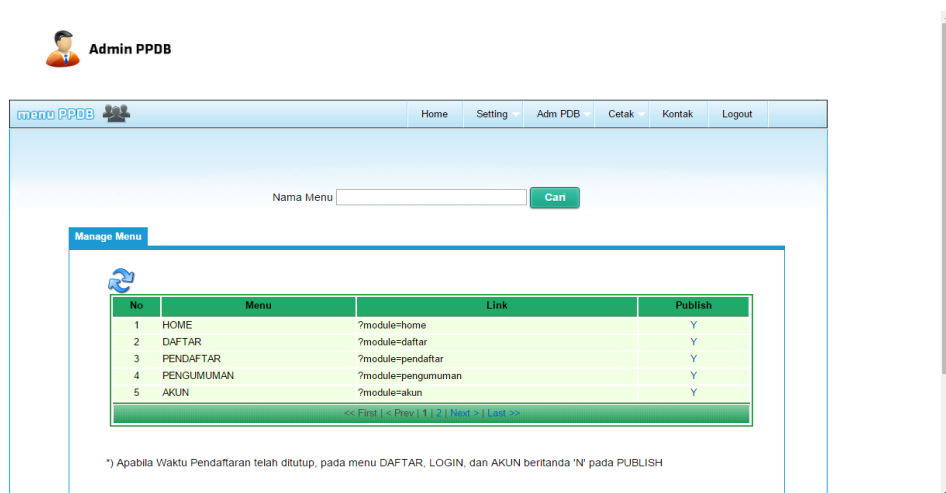 Admin PPDB
menu PPDB Home Setting Adm PDB Cetak Kontak Logout
Nama Menu Cari
Manage Menu
No Menu Link Publish
1 HOME ?module=home Y
2 DAFTAR ?module=daftar Y
3 PENDAFTAR ?module=pendaftar Y
4 PENGUMUMAN ?module=pengumuman Y
5 AKUN ?module=akun Y
<< First | < Prev | 1 | 2 | Next > | Last >>
*) Apabila Waktu Pendaftaran telah ditutup, pada menu DAFTAR, LOGIN, dan AKUN beritanda 'N' pada PUBLISH